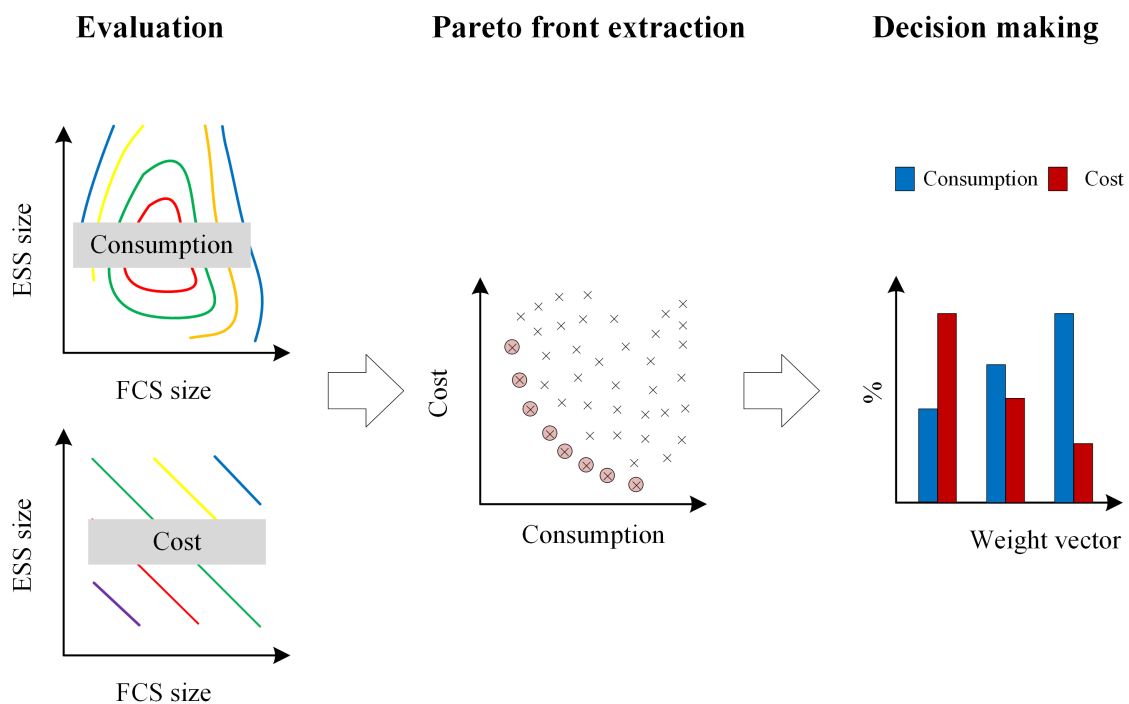 Evaluation
Pareto front extraction
Decision making
ESS size
Consumption
FCS size
ESS size
Cost
FCS size
Cost
Consumption
Consumption
Cost
%
Weight vector